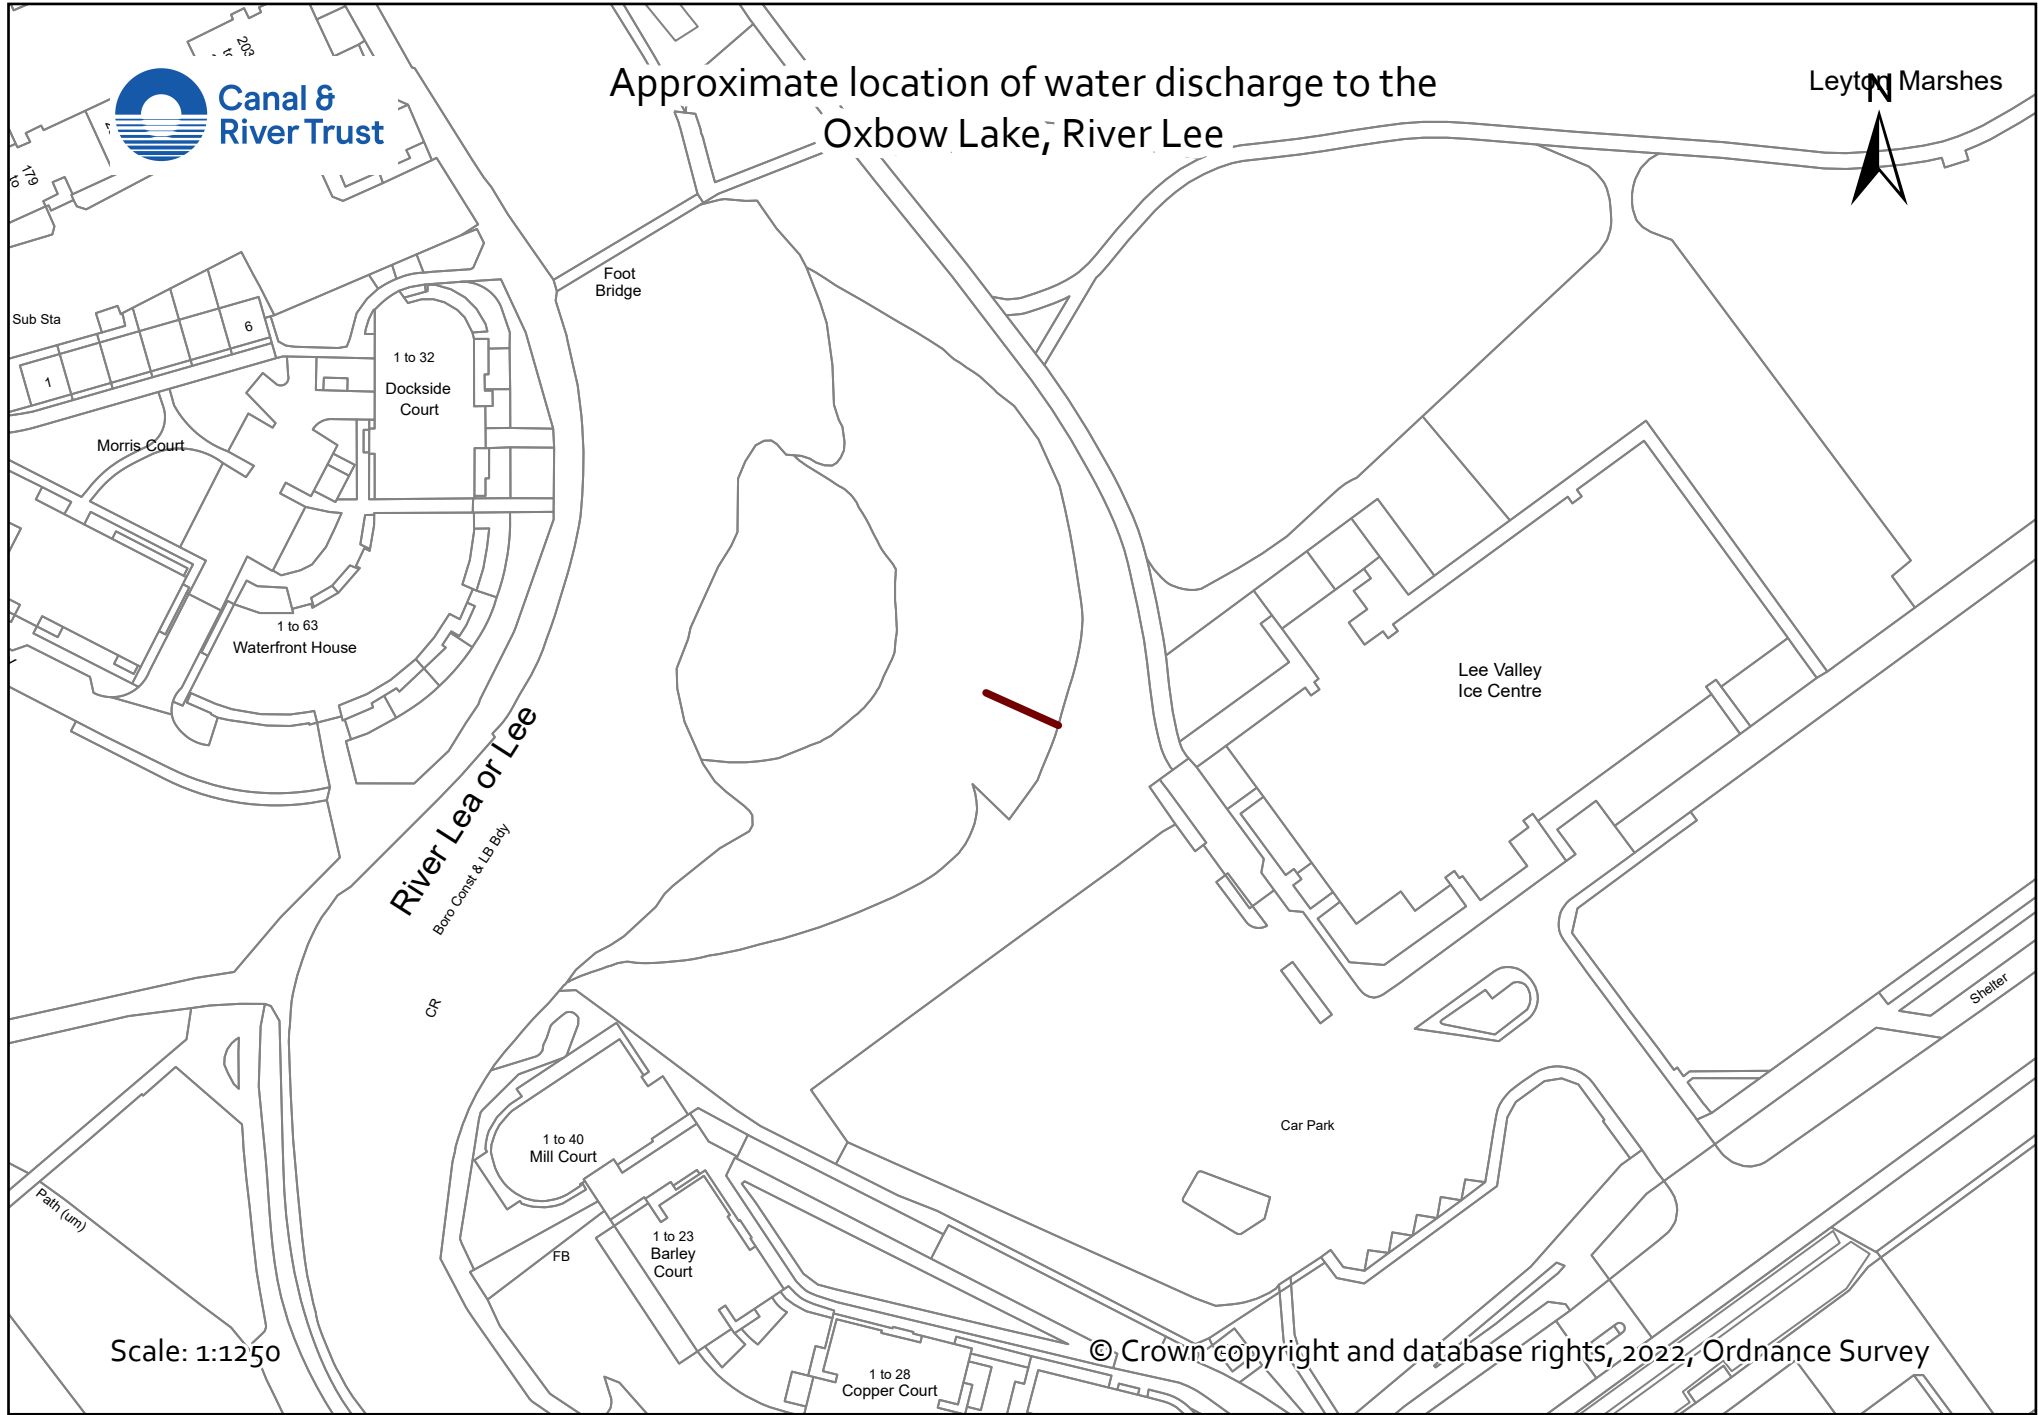 Approximate location of water discharge to the
Oxbow Lake, River Lee
Canal &
River Trust
Leyton Marshes
N
203
to
179
to
Foot
Bridge
Sub Sta
6
1
1 to 32
Dockside
Court
Morris Court
1 to 63
Waterfront House
Lee Valley
Ice Centre
River Lea or Lee
Boro Const & LB Bdy
CR
Shelter
Car Park
1 to 40
Mill Court
Path (um)
FB
1 to 23
Barley
Court
1 to 28
Copper Court
Scale: 1:1250
© Crown copyright and database rights, 2022, Ordnance Survey